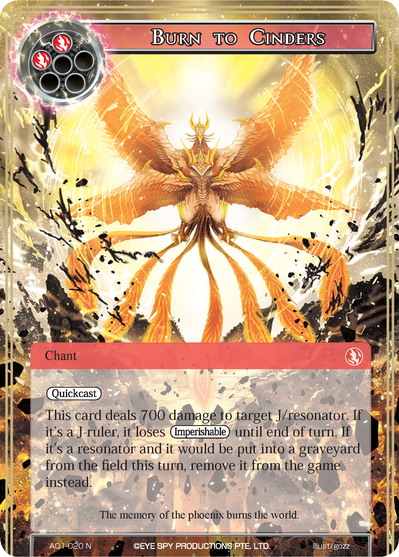 Burn to Cinders
Chant
Quickcast
This card deals 700 damage to target J/resonator. If
it's a J-ruler, it loses Imperishable until end of turn. If
it's a resonator and it would be put into a graveyard
from the field this turn, remove it from the game
instead.
The memory of the phoenix burns the world.
AO1-020 N ©EYE SPY PRODUCTIONS PTE. LTD. Illust/gozz